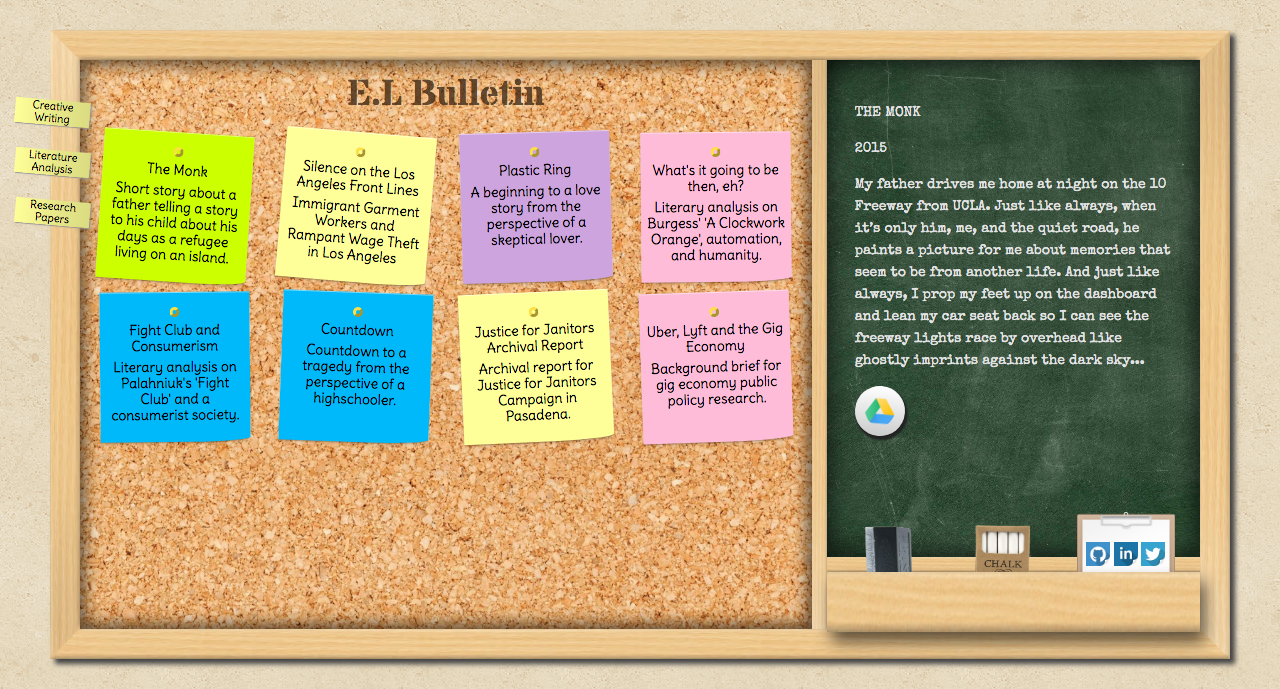 E.L Bulletin
Creative
Writing
Literature
Analysis
Research
Papers
The Monk
Short story about a
father telling a story
to his child about his
days as a refugee
living on an island.
Silence on the Los
Angeles Front Lines
Immigrant Garment
Workers and
Rampant Wage Theft
in Los Angeles
Plastic Ring
A beginning to a love
story from the
perspective of a
skeptical lover.
What's it going to be
then, eh?
Literary analysis on
Burgess' 'A Clockwork
Orange', automation,
and humanity.
Fight Club and
Consumerism
Literary analysis on
Palahniuk's 'Fight
Club' and a
consumerist society.
Countdown
Countdown to a
tragedy from the
perspective of a
highschooler.
Justice for Janitors
Archival Report
Archival report for
Justice for Janitors
Campaign in
Pasadena.
Uber, Lyft and the Gig
Economy
Background brief for
gig economy public
policy research.
THE MONK
2015
My father drives me home at night on the 10
Freeway from UCLA. Just like always, when
it's only him, me, and the quiet road, he
paints a picture for me about memories that
seem to be from another life. And just like
always, I prop my feet up on the dashboard
and lean my car seat back so I can see the
freeway lights race by overhead like
ghostly imprints against the dark sky...
CHALK
in